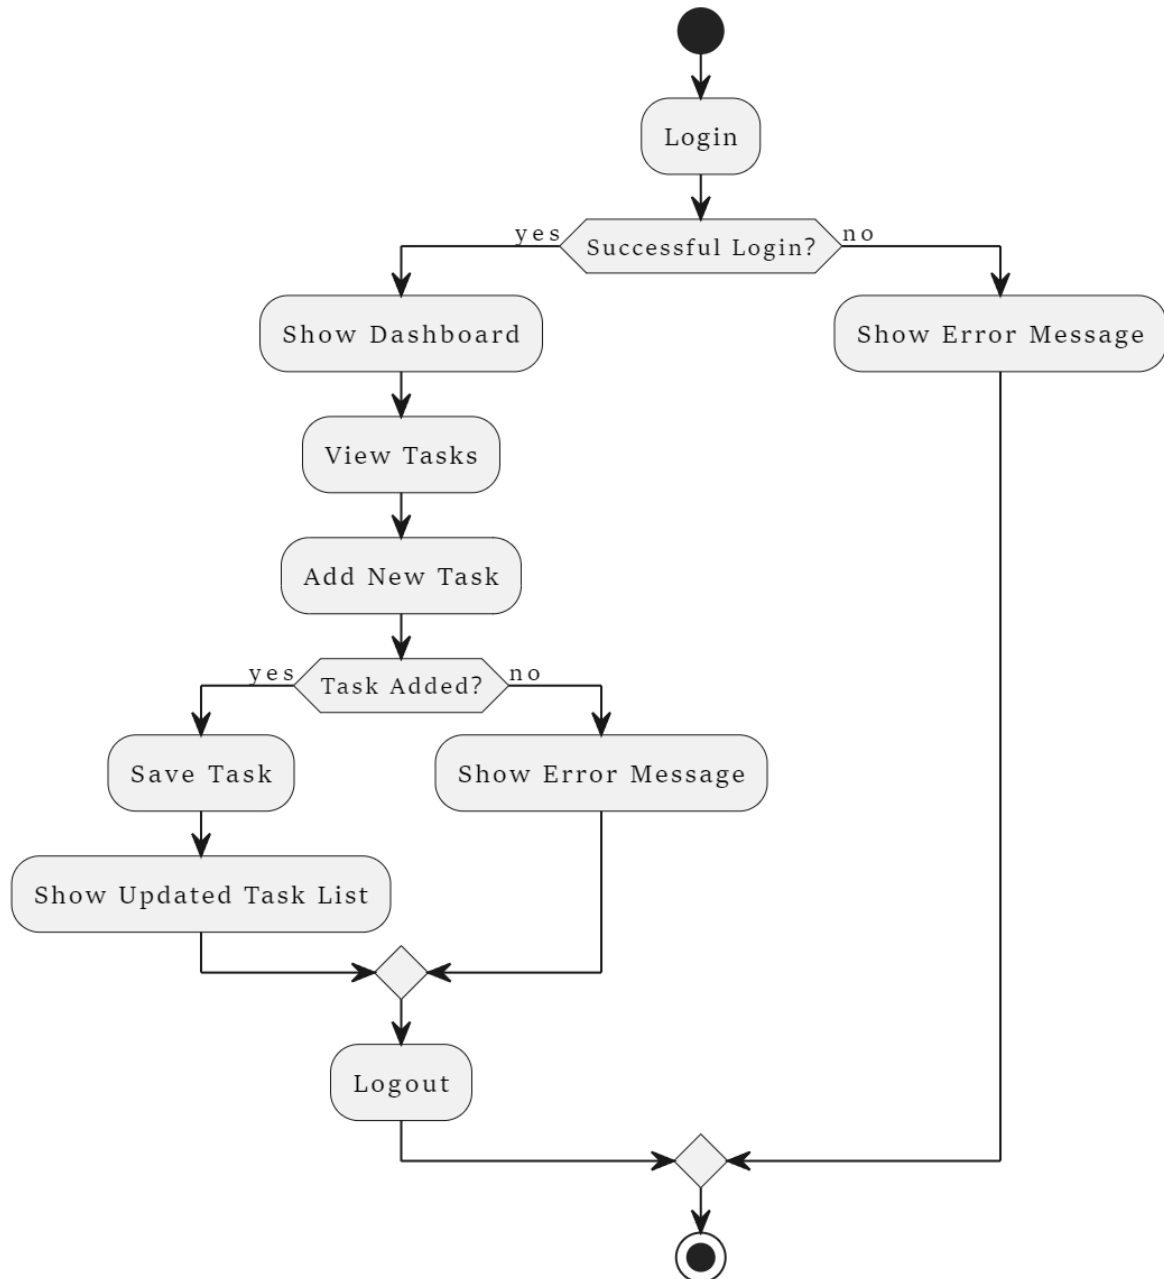 Login
yes
Successful Login?
no
Show Dashboard
Show Error Message
View Tasks
Add New Task
yes
Task Added?
no
Save Task
Show Error Message
Show Updated Task List
Logout